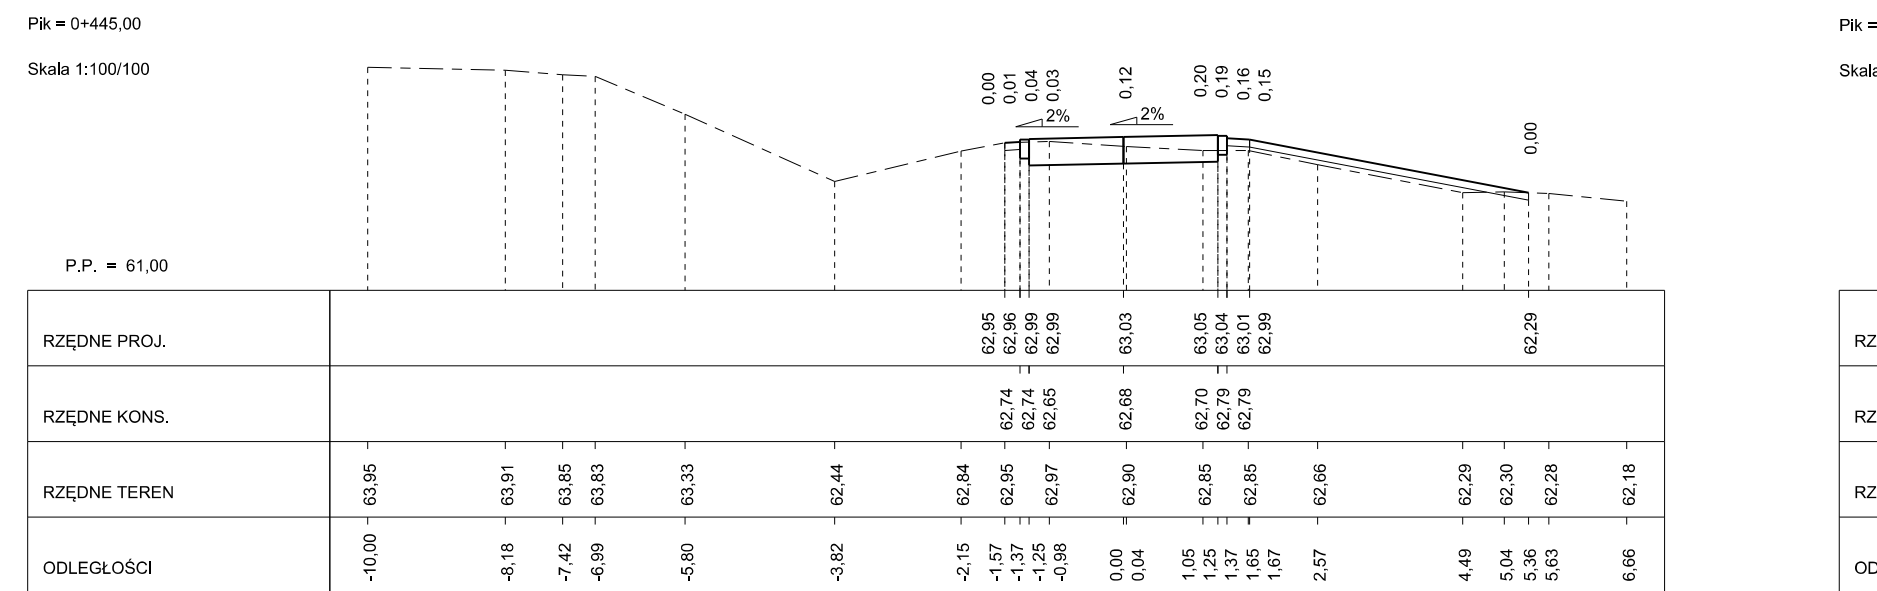 Pik = 0+445,00
Pik =
Skala 1:100/100
Skala
0,00 0,01 0,04 0,03 0,12 0,20 0,19 0,16 0,15
2% 2%
0,00
P.P. = 61,00
RZĘDNE PROJ. 62,95 62,96 62,99 62,99 63,03 63,05 63,04 63,01 62,99 62,29
RZ
RZĘDNE KONS. 62,74 62,74 62,65 62,68 62,70 62,79 62,79
RZ
RZĘDNE TEREN 63,95 63,91 63,85 63,83 63,33 62,44 62,84 62,95 62,97 62,90 62,85 62,85 62,66 62,29 62,30 62,28 62,18
RZ
ODLEGŁOŚCI -10,00 -8,18 -7,42 -6,99 -5,80 -3,82 -2,15 -1,57 -1,37 -1,25 -0,98 0,00 0,04 1,05 1,25 1,37 1,65 1,67 2,57 4,49 5,04 5,36 5,63 6,66
OD